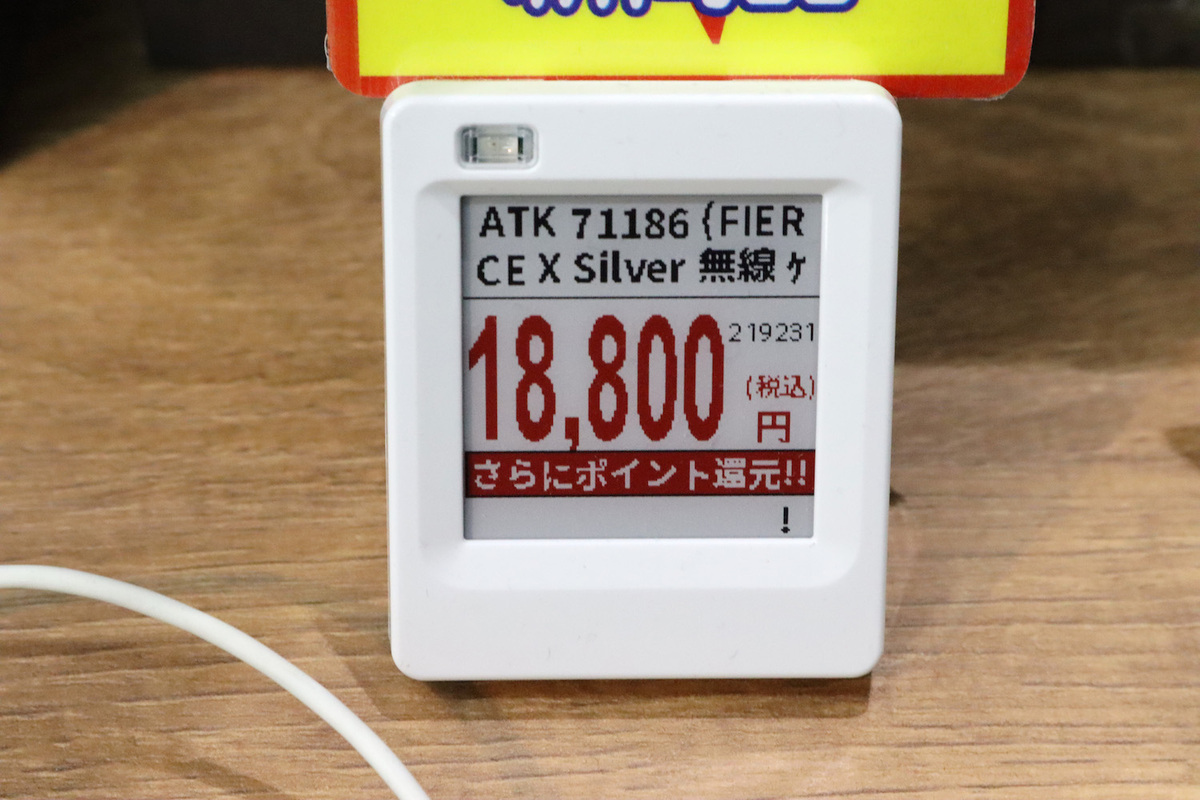 ATK 71186 (FIER
CE X Silver 無線ｹ
18,800
219231
(税込)
円
さらにポイント還元!!
!